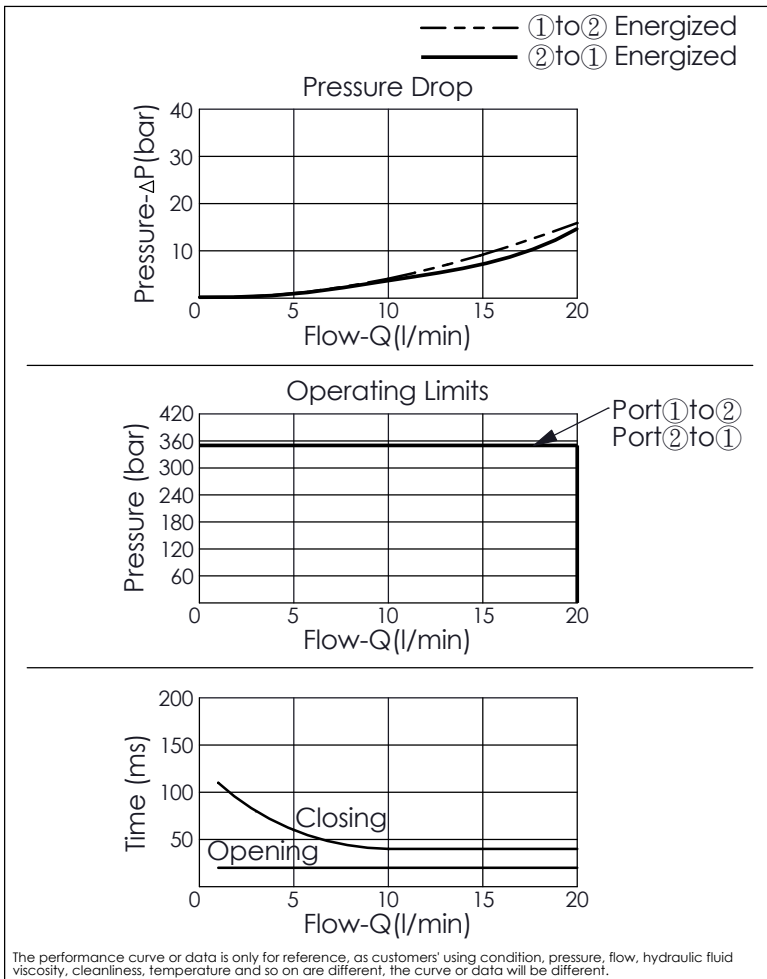 ①to② Energized
②to① Energized
Pressure Drop
Pressure-ΔP(bar)
40
30
20
10
0 5 10 15 20
Flow-Q(l/min)
Operating Limits
Port①to②
Port②to①
Pressure (bar)
420
360
300
240
180
120
60
0 5 10 15 20
Flow-Q(l/min)
Time (ms)
200
150
100
50
Closing
Opening
0 5 10 15 20
Flow-Q(l/min)
The performance curve or data is only for reference, as customers' using condition, pressure, flow, hydraulic fluid
viscosity, cleanliness, temperature and so on are different, the curve or data will be different.